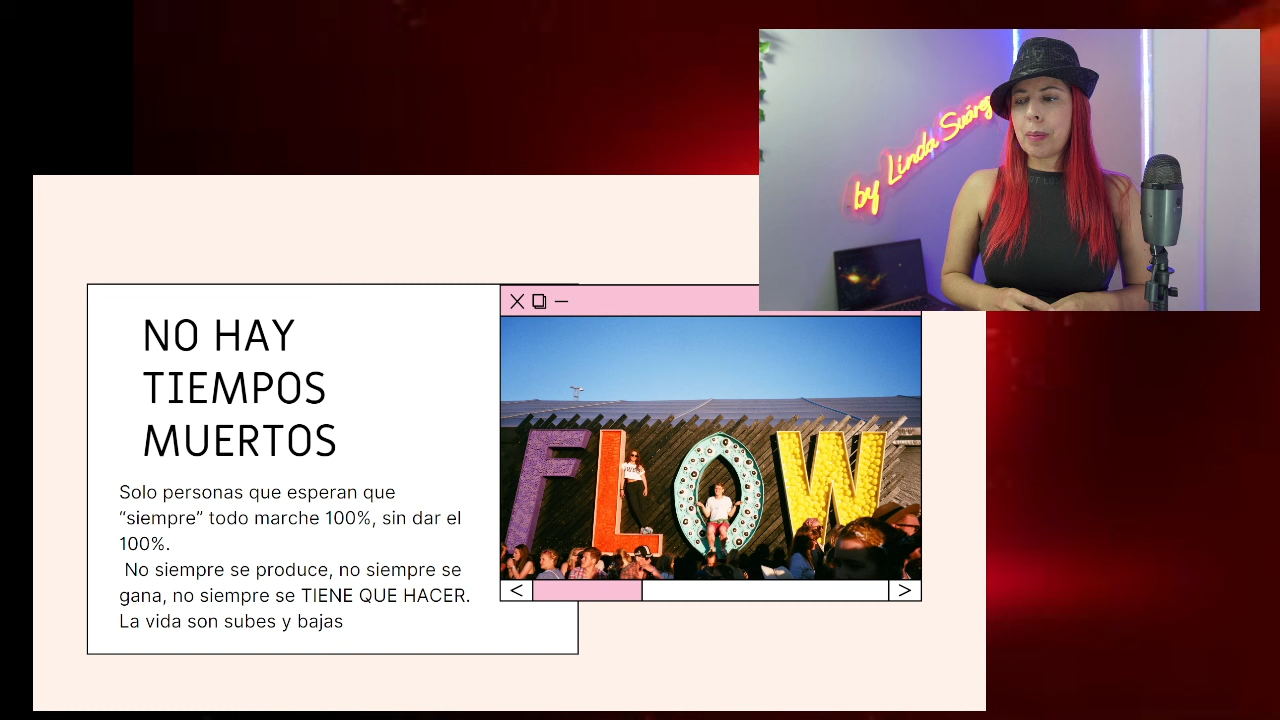 by Linda Suárez
NO HAY
TIEMPOS
MUERTOS
Solo personas que esperan que
“siempre” todo marche 100%, sin dar el
100%.
No siempre se produce, no siempre se
gana, no siempre se TIENE QUE HACER.
La vida son subes y bajas
FLOW